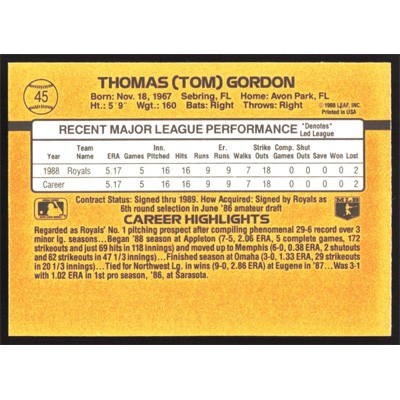 45
THOMAS (TOM) GORDON
Born: Nov. 18, 1967 Sebring, FL Home: Avon Park, FL
Ht.: 5'9" Wgt.: 160 Bats: Right Throws: Right
© 1988 LEAF, INC.
PRINTED IN USA
RECENT MAJOR LEAGUE PERFORMANCE *Denotes" Led League
Year Team Name ERA Games Inn. Pitched Hits Runs Er. Runs Walks Strike Outs Comp. Games Shut Outs Save Won Lost
1988 Royals 5.17 5 16 16 9 9 7 18 0 0 0 0 2
Career 5.17 5 16 16 9 9 7 18 0 0 0 0 2
Contract Status: Signed thru 1989. How Acquired: Signed by Royals as
6th round selection in June '86 amateur draft
MLB
CAREER HIGHLIGHTS
Regarded as Royals' No. 1 pitching prospect after compiling phenomenal 29-6 record over 3
minor lg. seasons...Began '88 season at Appleton (7-5, 2.06 ERA, 5 complete games, 172
strikeouts and just 69 hits in 118 innings) and moved up to Memphis (6-0, 0.38 ERA, 2 shutouts
and 62 strikeouts in 47 1/3 innings)...Finished season at Omaha (3-0, 1.33 ERA, 29 strikeouts
in 20 1/3 innings)...Tied for Northwest Lg. in wins (9-0, 2.86 ERA) at Eugene in '87...Was 3-1
with 1.02 ERA in 1st pro season, '86, at Sarasota.